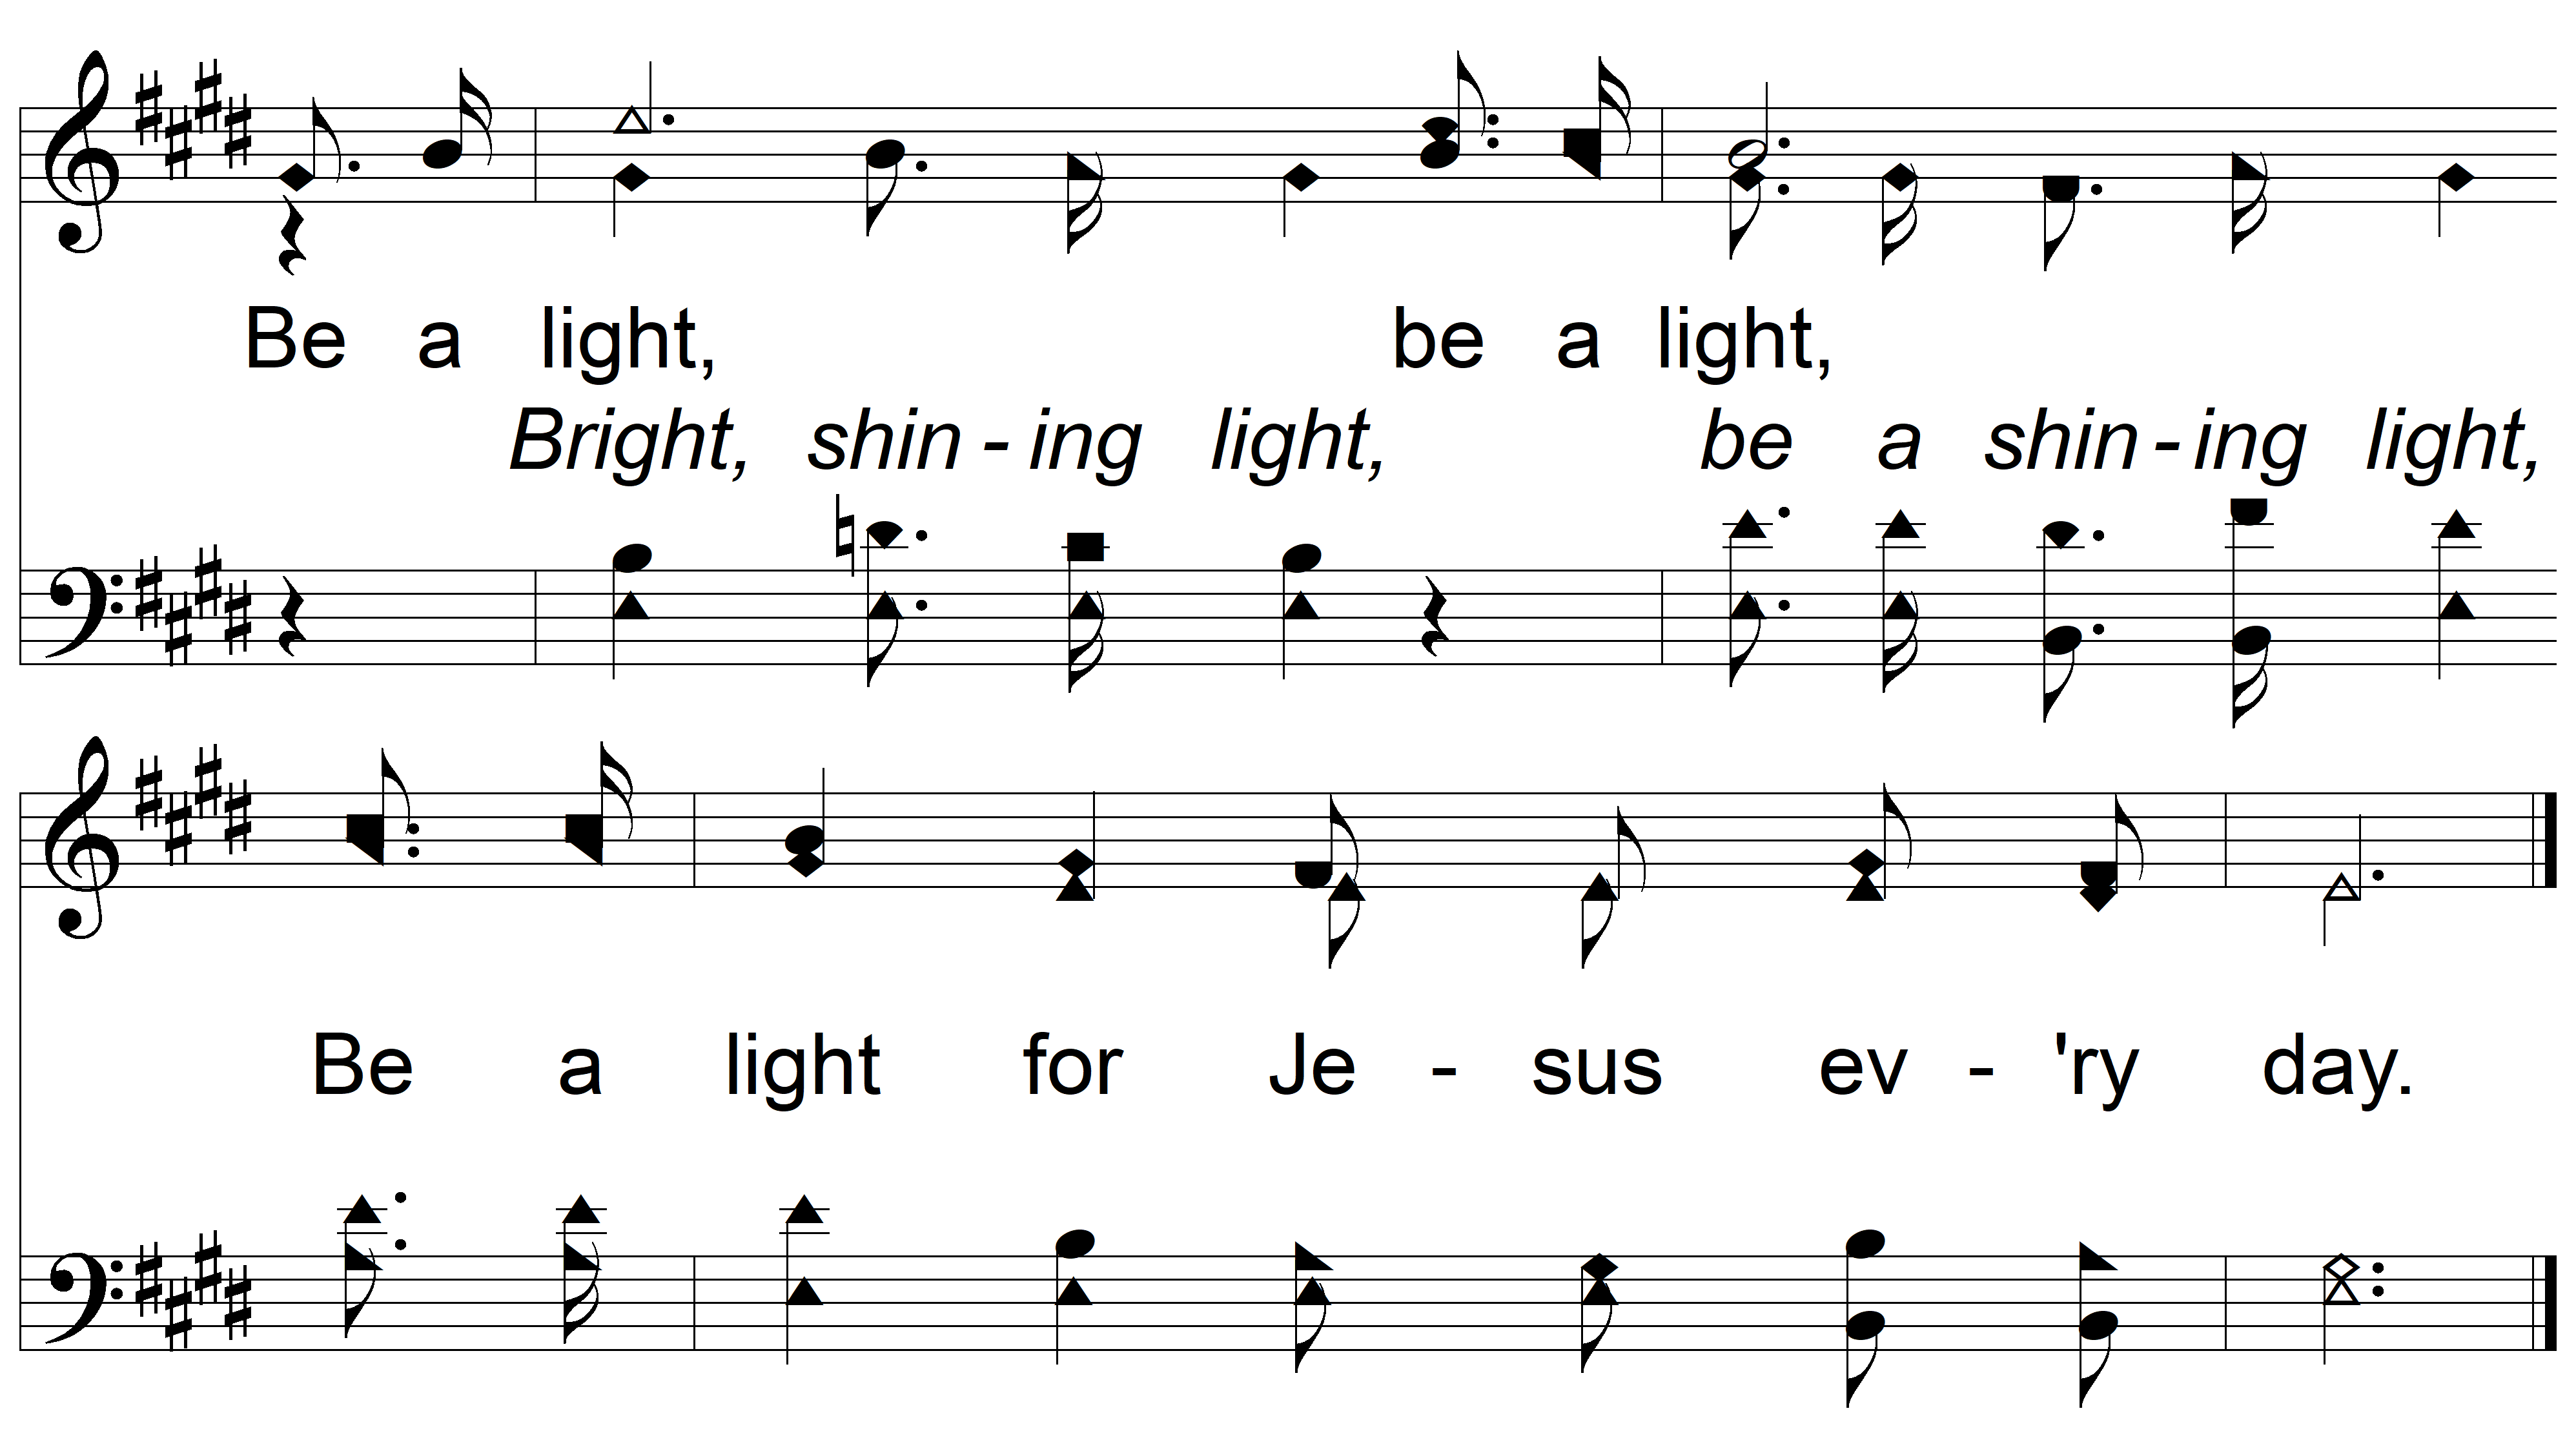 Be a light, be a light,
Bright, shin - ing light, be a shin - ing light,
Be a light for Je - sus ev - 'ry day.